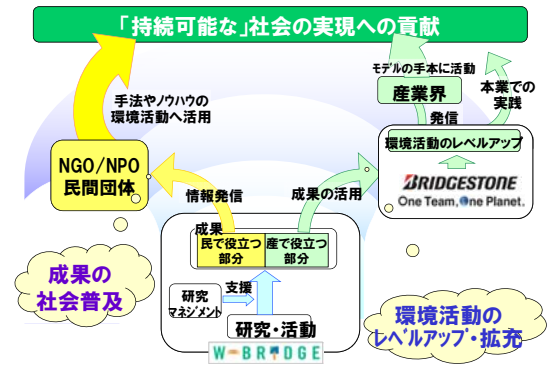 「持続可能な」社会の実現への貢献
モデルの手本に活動
産業界
本業での
実践
発信
手法やノウハウの
環境活動へ活用
環境活動のレベルアップ
BRIDGESTONE
One Team, One Planet.
NGO/NPO
民間団体
情報発信
成果の活用
成果
民で役立つ
部分
産で役立つ
部分
成果の
社会普及
研究
マネジメント
支援
研究・活動
W-BRIDGE
環境活動の
レベルアップ・拡充